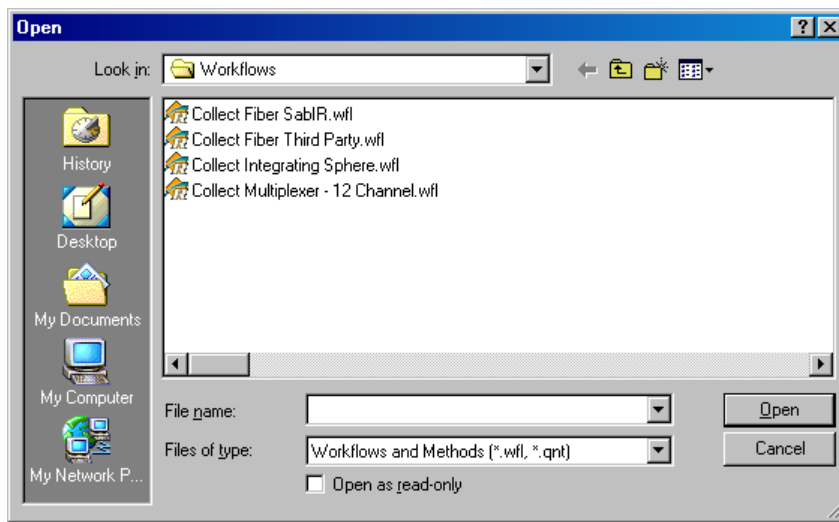 Open
Look in: Workflows
History
Desktop
My Documents
My Computer
My Network P...
Collect Fiber SabIR.wfl
Collect Fiber Third Party.wfl
Collect Integrating Sphere.wfl
Collect Multiplexer - 12 Channel.wfl
File name: Open
Files of type: Workflows and Methods (*.wfl, *.qnt) Cancel
Open as read-only